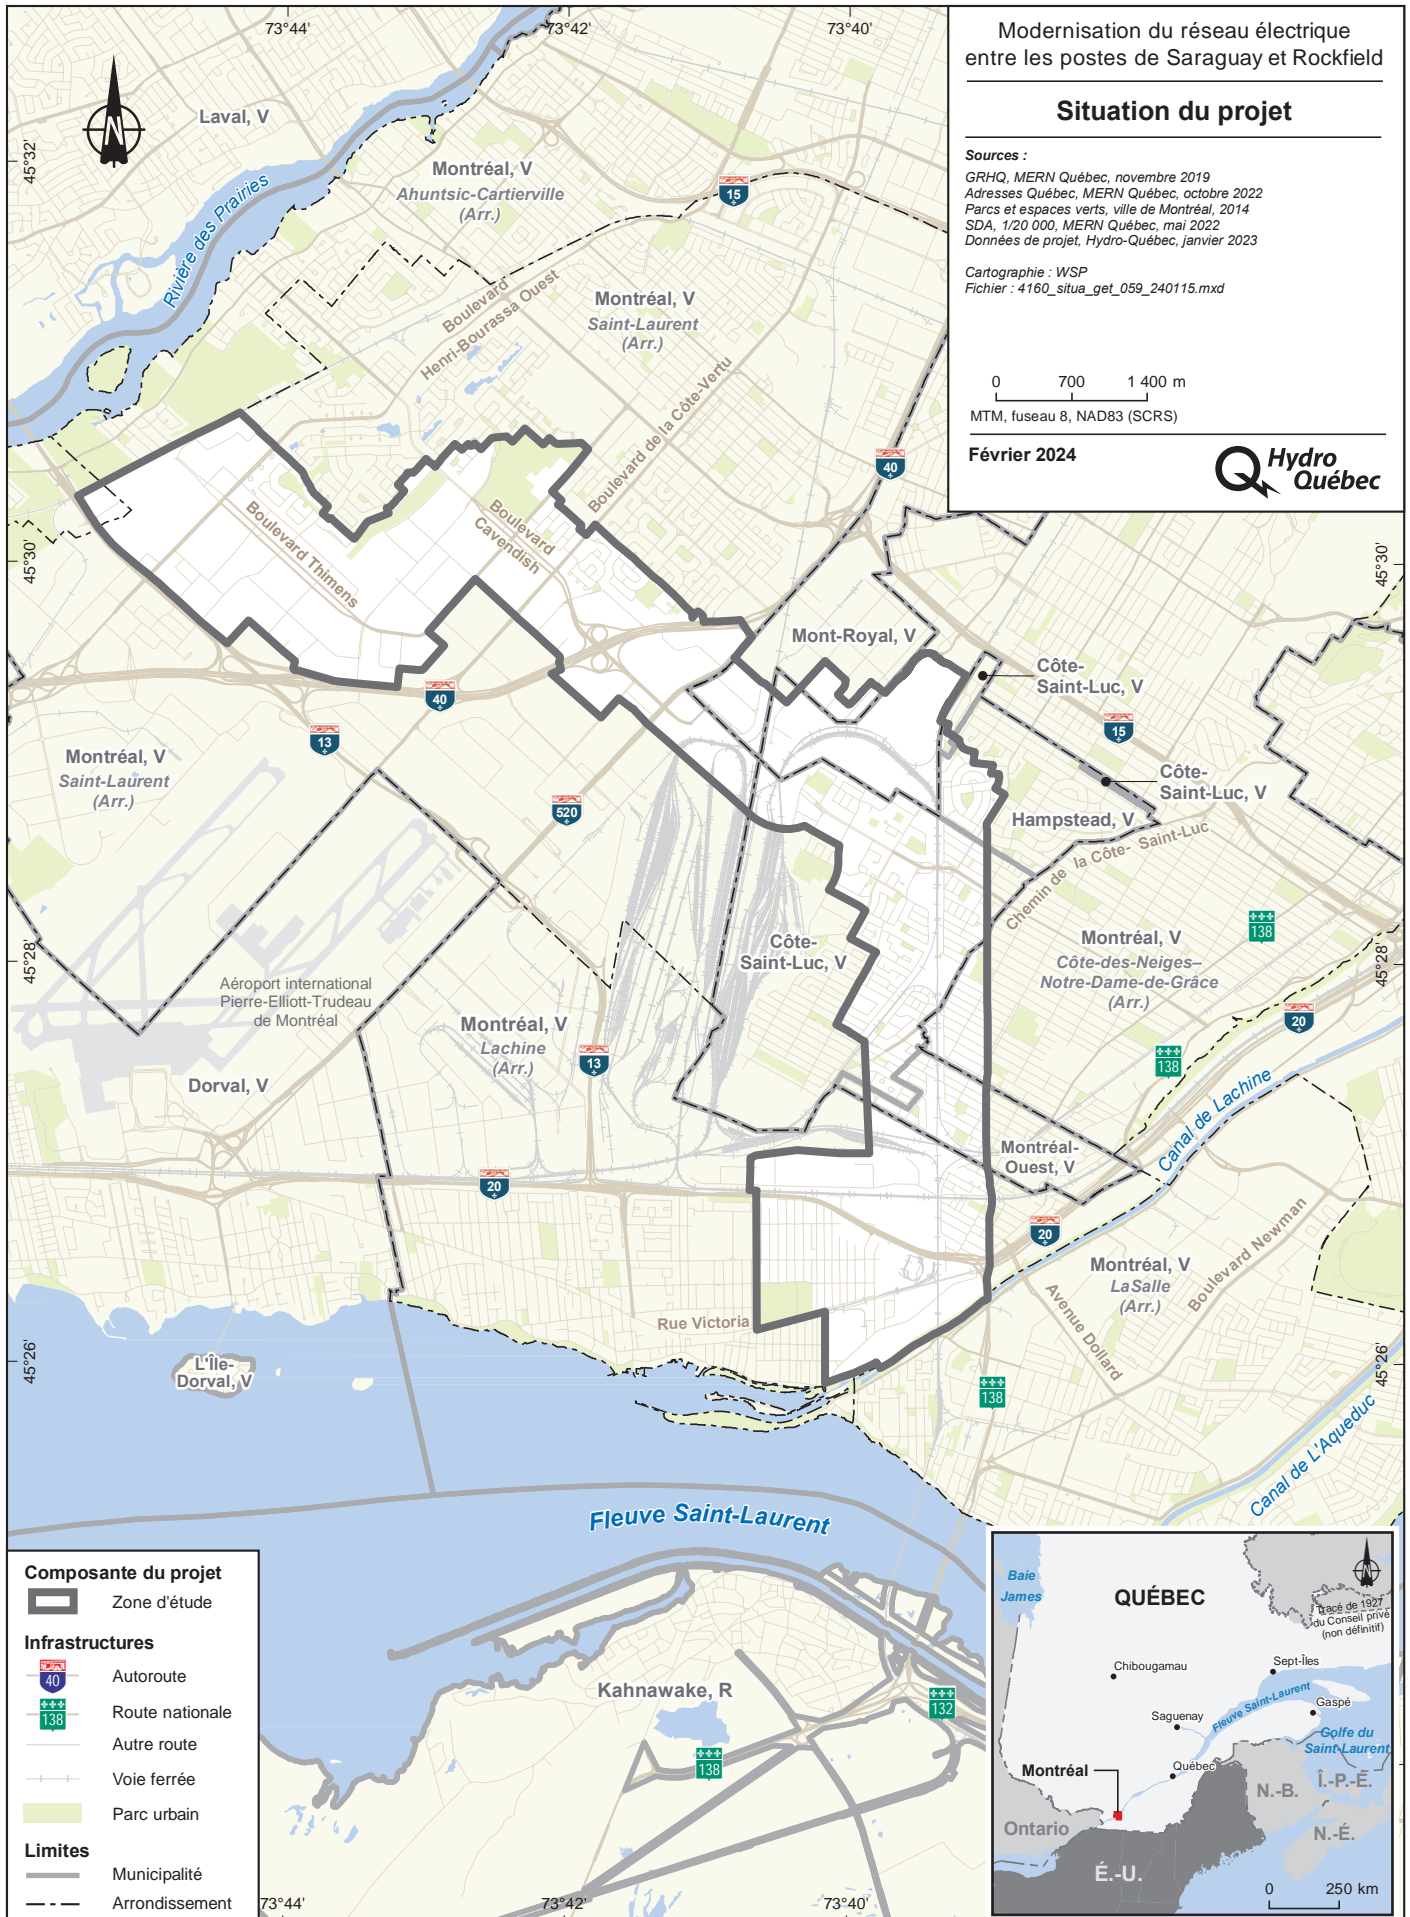 73°44'
73°42'
73°40'
Modernisation du réseau électrique
entre les postes de Saraguay et Rockfield
Situation du projet
Sources :
GRHQ, MERN Québec, novembre 2019
Adresses Québec, MERN Québec, octobre 2022
Parcs et espaces verts, ville de Montréal, 2014
SDA, 1/20 000, MERN Québec, mai 2022
Données de projet, Hydro-Québec, janvier 2023
Cartographie : WSP
Fichier : 4160_situa_get_059_240115.mxd
0 700 1 400 m
MTM, fuseau 8, NAD83 (SCRS)
Février 2024
Hydro
Québec
N
Laval, V
45°32'
Rivière des Prairies
Montréal, V
Ahuntsic-Cartierville
(Arr.)
15
Boulevard
Henri-Bourassa Ouest
Montréal, V
Saint-Laurent
(Arr.)
Boulevard de la Côte-Vertu
40
45°30'
45°30'
Boulevard Thimens
Boulevard
Cavendish
Mont-Royal, V
Côte-
Saint-Luc, V
40
13
15
Montréal, V
Saint-Laurent
(Arr.)
520
Côte-
Saint-Luc, V
Hampstead, V
Chemin de la Côte- Saint-Luc
138
45°28'
45°28'
Côte-
Saint-Luc, V
Montréal, V
Côte-des-Neiges–
Notre-Dame-de-Grâce
(Arr.)
Aéroport international
Pierre-Elliott-Trudeau
de Montréal
Montréal, V
Lachine
(Arr.)
13
20
138
Dorval, V
Canal de Lachine
Montréal-
Ouest, V
20
20
Montréal, V
LaSalle
(Arr.)
Boulevard Newman
Avenue Dollard
Rue Victoria
45°26'
45°26'
L'Île-
Dorval, V
138
Canal de L'Aqueduc
Fleuve Saint-Laurent
Kahnawake, R
132
138
Composante du projet
Zone d'étude
Infrastructures
40
Autoroute
138
Route nationale
Autre route
Voie ferrée
Parc urbain
Limites
Municipalité
Arrondissement
73°44'
73°42'
73°40'
Baie
James
QUÉBEC
N
Tracé de 1927
du Conseil privé
(non définitif)
Chibougamau
Sept-Îles
Fleuve Saint-Laurent
Gaspé
Saguenay
Golfe du
Saint-Laurent
Québec
Montréal
N.-B.
Î.-P.-É.
Ontario
N.-É.
É.-U.
0 250 km